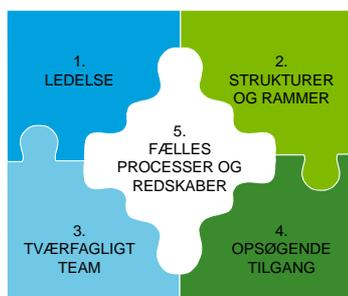 1.
LEDELSE
2.
STRUKTURER
OG RAMMER
5.
FÆLLES
PROCESSER OG
REDSKABER
3.
TVÆRFAGLIGT
TEAM
4.
OPSØGENDE
TILGANG